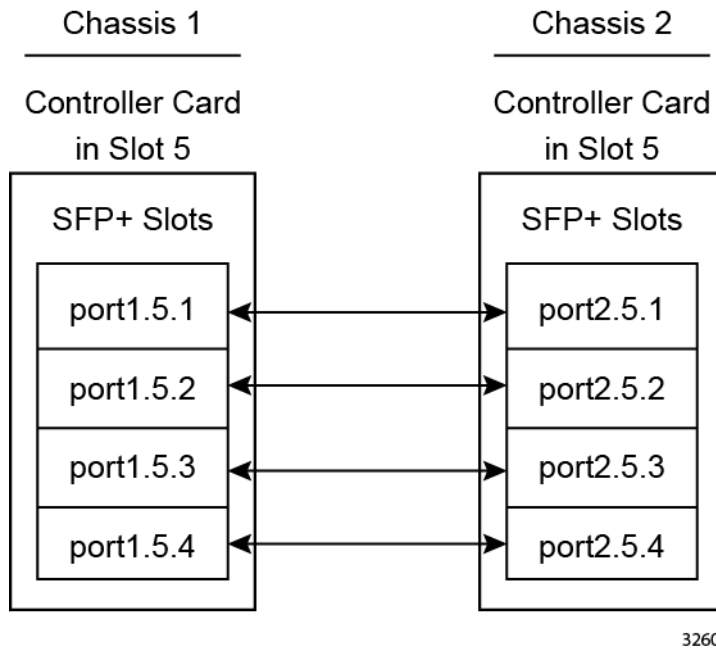 Chassis 1
Controller Card
in Slot 5
SFP+ Slots
port1.5.1
port1.5.2
port1.5.3
port1.5.4
Chassis 2
Controller Card
in Slot 5
SFP+ Slots
port2.5.1
port2.5.2
port2.5.3
port2.5.4
3260